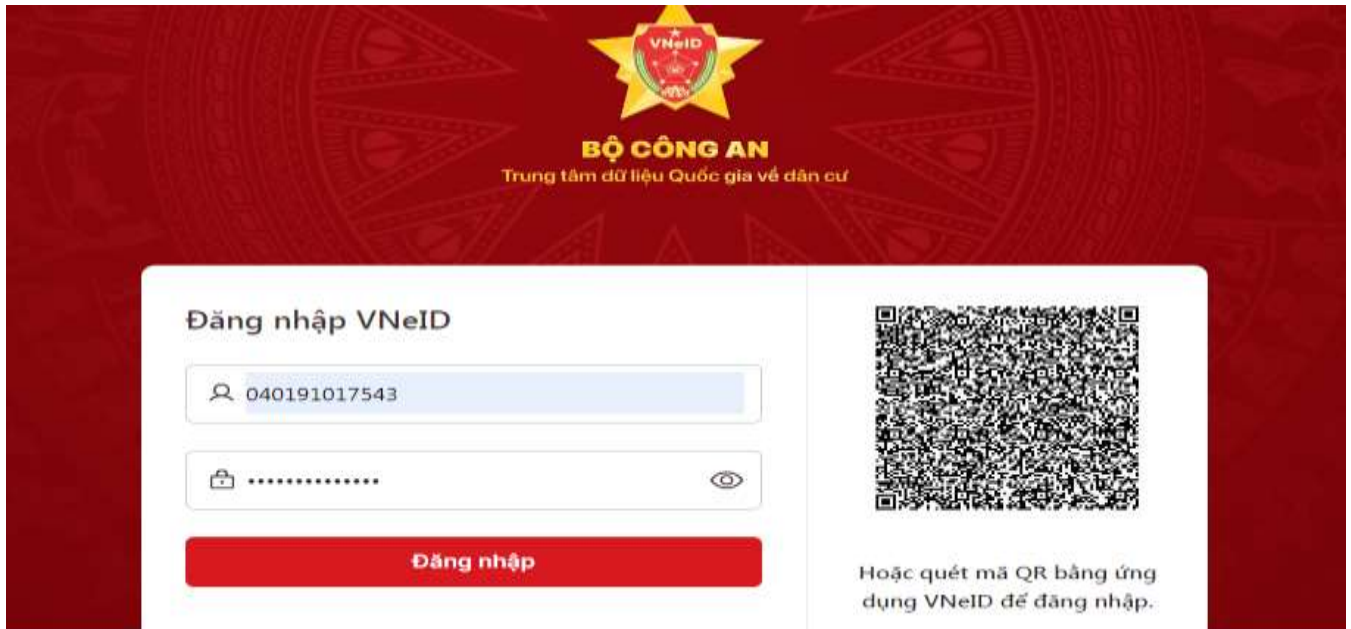 VNeID
BỘ CÔNG AN
Trung tâm dữ liệu Quốc gia về dân cư
Đăng nhập VNeID
040191017543
••••••••••••••
Đăng nhập
Hoặc quét mã QR bằng ứng
dụng VNeID để đăng nhập.